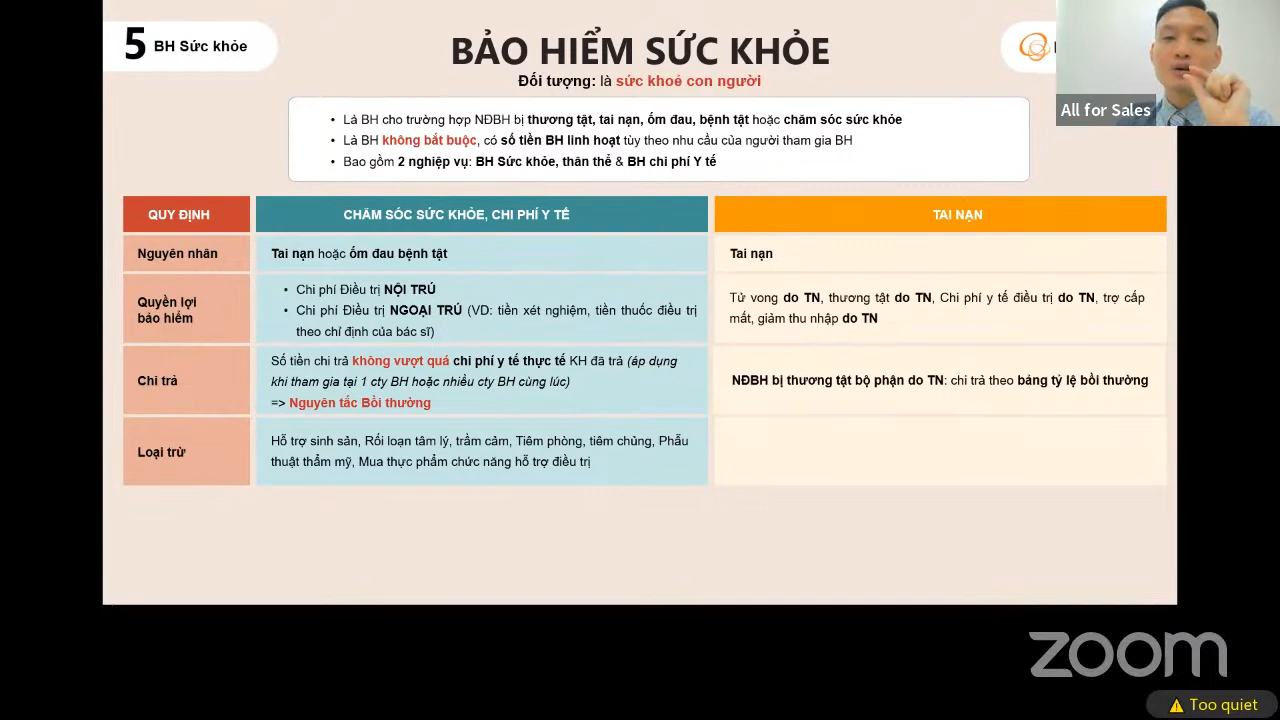 5 BH Sức khỏe
BẢO HIỂM SỨC KHỎE
Đối tượng: là sức khoẻ con người
All for Sales
• Là BH cho trường hợp NĐBH bị thương tật, tai nạn, ốm đau, bệnh tật hoặc chăm sóc sức khỏe
• Là BH không bắt buộc, có số tiền BH linh hoạt tùy theo nhu cầu của người tham gia BH
• Bao gồm 2 nghiệp vụ: BH Sức khỏe, thân thể & BH chi phí Y tế
QUY ĐỊNH
CHĂM SÓC SỨC KHỎE, CHI PHÍ Y TẾ
TAI NẠN
Nguyên nhân
Tai nạn hoặc ốm đau bệnh tật
Tai nạn
Quyền lợi
bảo hiểm
• Chi phí Điều trị NỘI TRÚ
• Chi phí Điều trị NGOẠI TRÚ (VD: tiền xét nghiệm, tiền thuốc điều trị
theo chỉ định của bác sĩ)
Tử vong do TN, thương tật do TN, Chi phí y tế điều trị do TN, trợ cấp
mất, giảm thu nhập do TN
Chi trả
Số tiền chi trả không vượt quá chi phí y tế thực tế KH đã trả (áp dụng
khi tham gia tại 1 cty BH hoặc nhiều cty BH cùng lúc)
=> Nguyên tắc Bồi thường
NĐBH bị thương tật bộ phận do TN: chi trả theo bảng tỷ lệ bồi thường
Loại trừ
Hỗ trợ sinh sản, Rối loạn tâm lý, trầm cảm, Tiêm phòng, tiêm chủng, Phẫu
thuật thẩm mỹ, Mua thực phẩm chức năng hỗ trợ điều trị
zoom
Too quiet